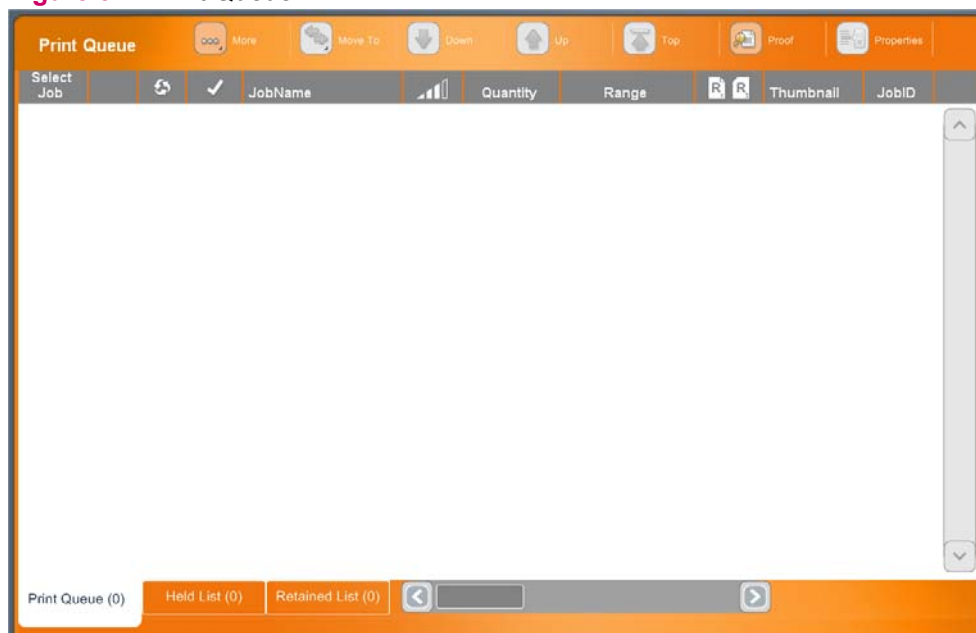 Print Queue
More
Move To
Down
Up
Top
Proof
Properties
Select
Job
JobName
Quantity
Range
R
R
Thumbnail
JobID
Print Queue (0)
Held List (0)
Retained List (0)